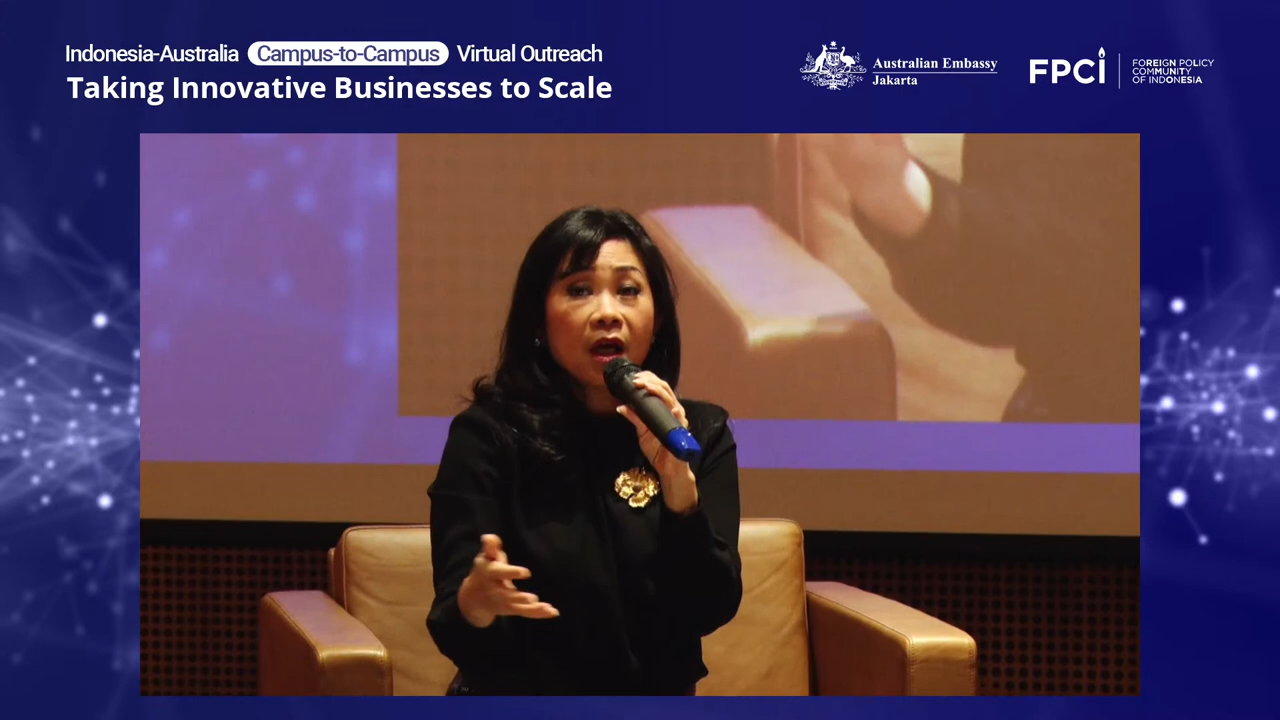 Indonesia-Australia Campus-to-Campus Virtual Outreach
Taking Innovative Businesses to Scale
Australian Embassy
Jakarta
FPCI
FOREIGN POLICY
COMMUNITY
OF INDONESIA